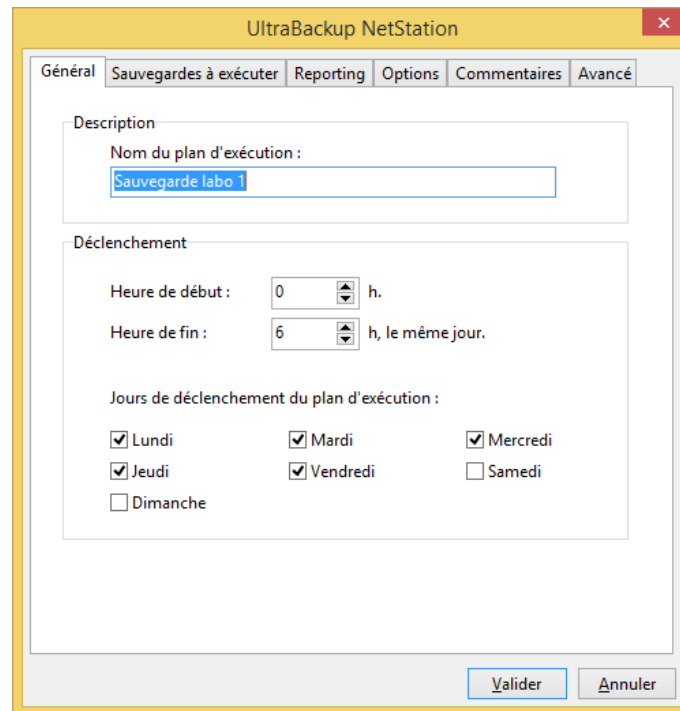 UltraBackup NetStation
Général Sauvegardes à exécuter Reporting Options Commentaires Avancé
Description
Nom du plan d'exécution :
Sauvegarde labo 1
Déclenchement
Heure de début : 0 h.
Heure de fin : 6 h, le même jour.
Jours de déclenchement du plan d'exécution :
Lundi Mardi Mercredi
Jeudi Vendredi Samedi
Dimanche
Valider Annuler